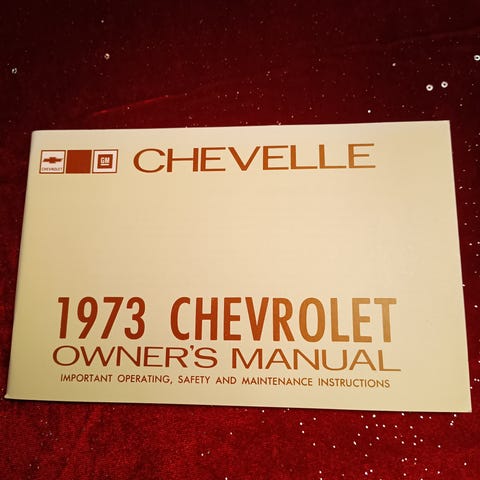 CHEVROLET
GM
CHEVELLE
1973 CHEVROLET
OWNER'S MANUAL
IMPORTANT OPERATING, SAFETY AND MAINTENANCE INSTRUCTIONS